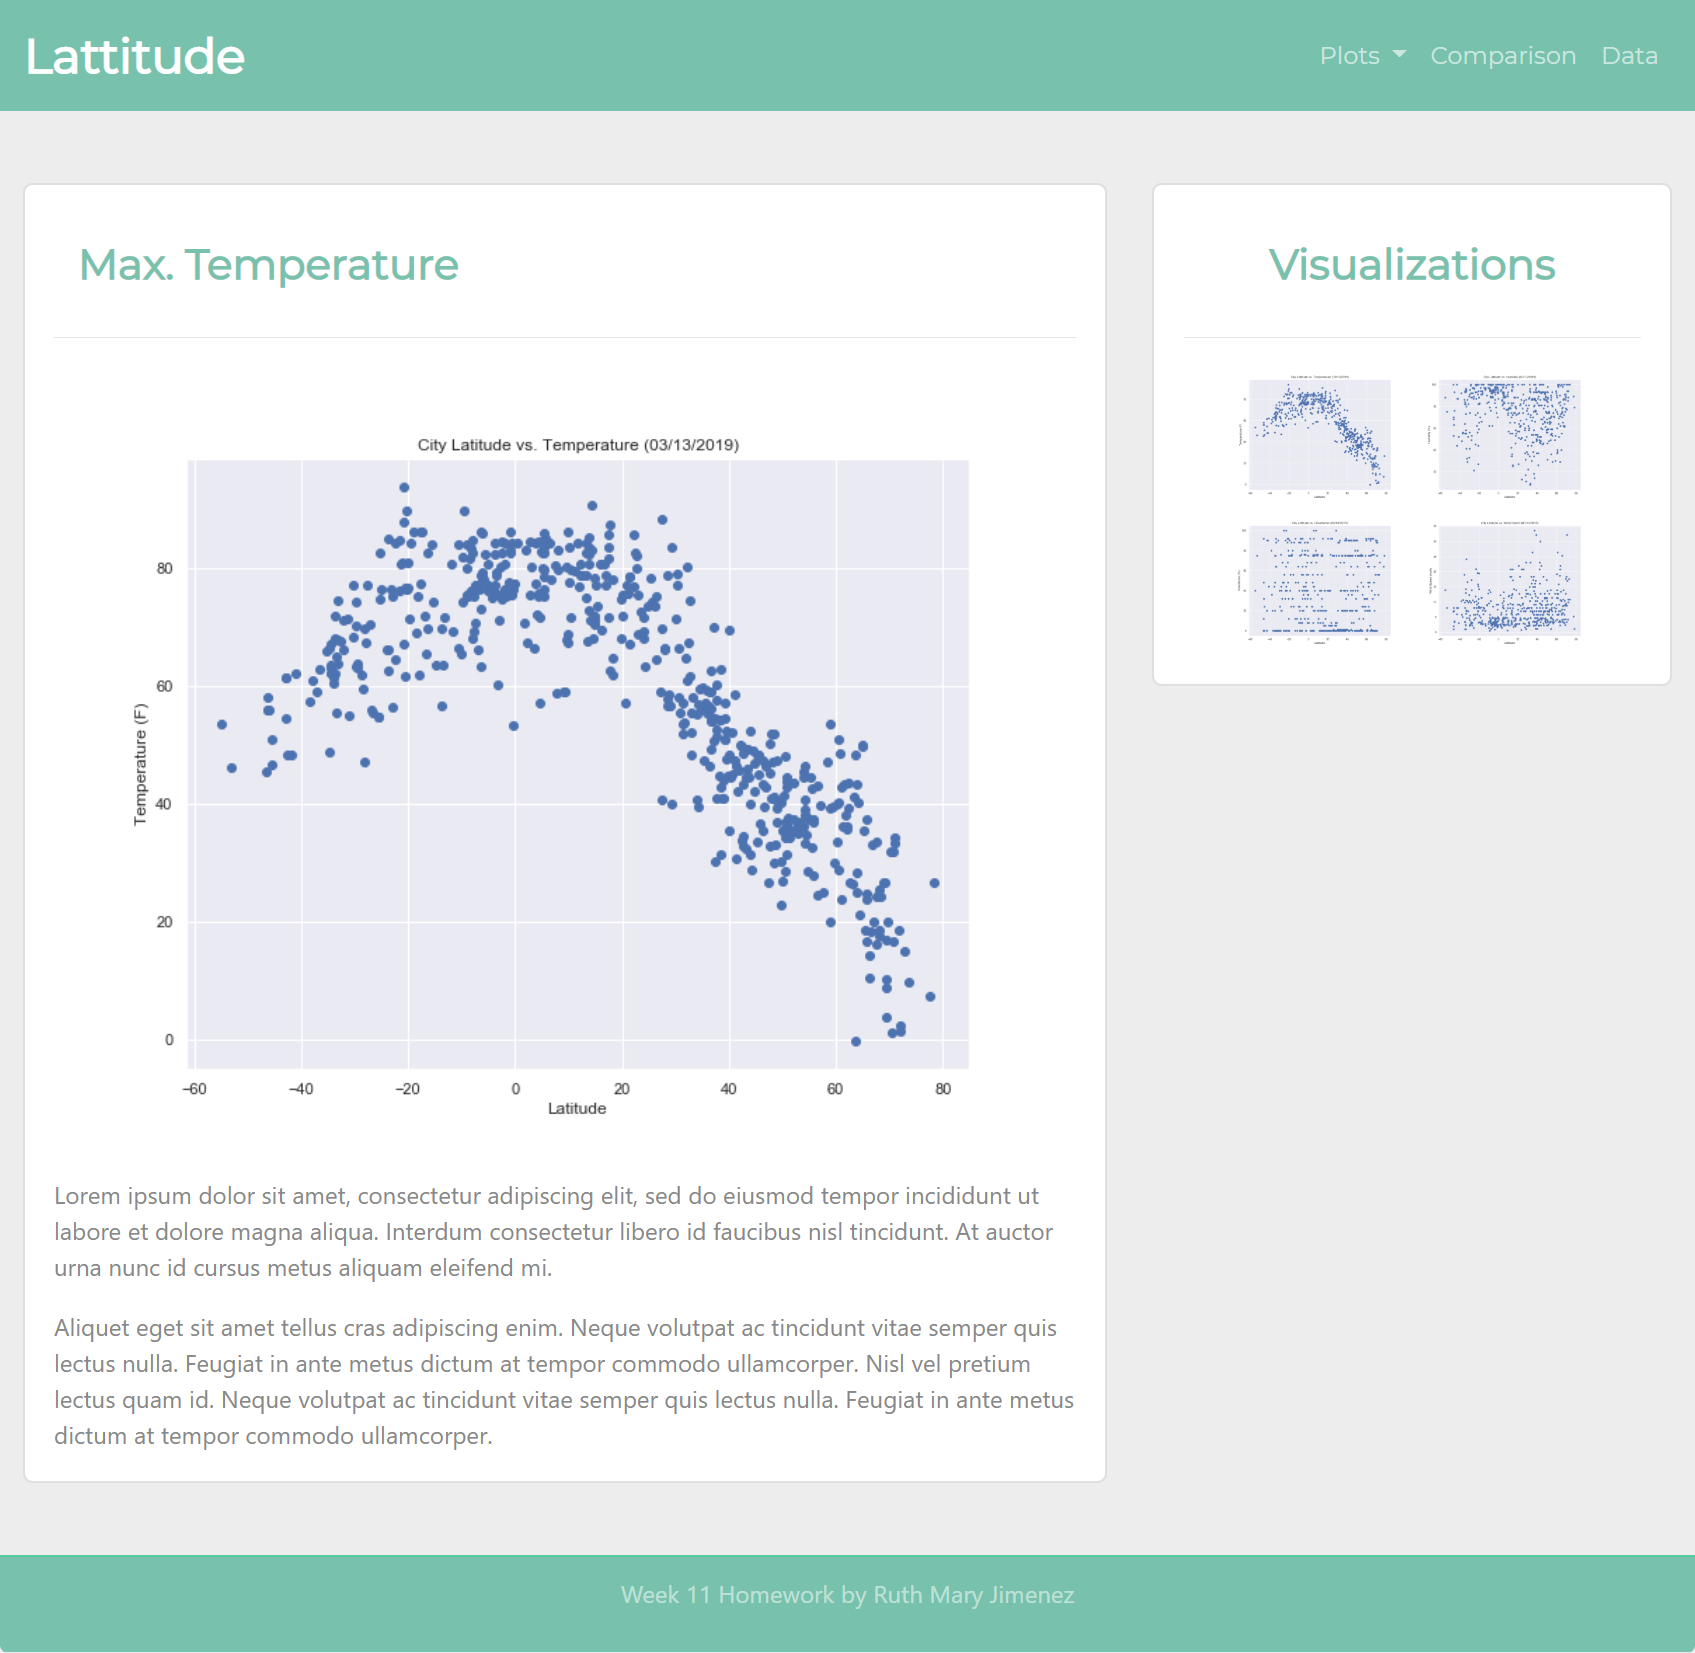 Lattitude
Plots Comparison Data
Max. Temperature
City Latitude vs. Temperature (03/13/2019)
Temperature (F)
80
60
40
20
0
−60 −40 −20 0 20 40 60 80
Latitude
Lorem ipsum dolor sit amet, consectetur adipiscing elit, sed do eiusmod tempor incididunt ut
labore et dolore magna aliqua. Interdum consectetur libero id faucibus nisl tincidunt. At auctor
urna nunc id cursus metus aliquam eleifend mi.
Aliquet eget sit amet tellus cras adipiscing enim. Neque volutpat ac tincidunt vitae semper quis
lectus nulla. Feugiat in ante metus dictum at tempor commodo ullamcorper. Nisl vel pretium
lectus quam id. Neque volutpat ac tincidunt vitae semper quis lectus nulla. Feugiat in ante metus
dictum at tempor commodo ullamcorper.
Visualizations
Week 11 Homework by Ruth Mary Jimenez